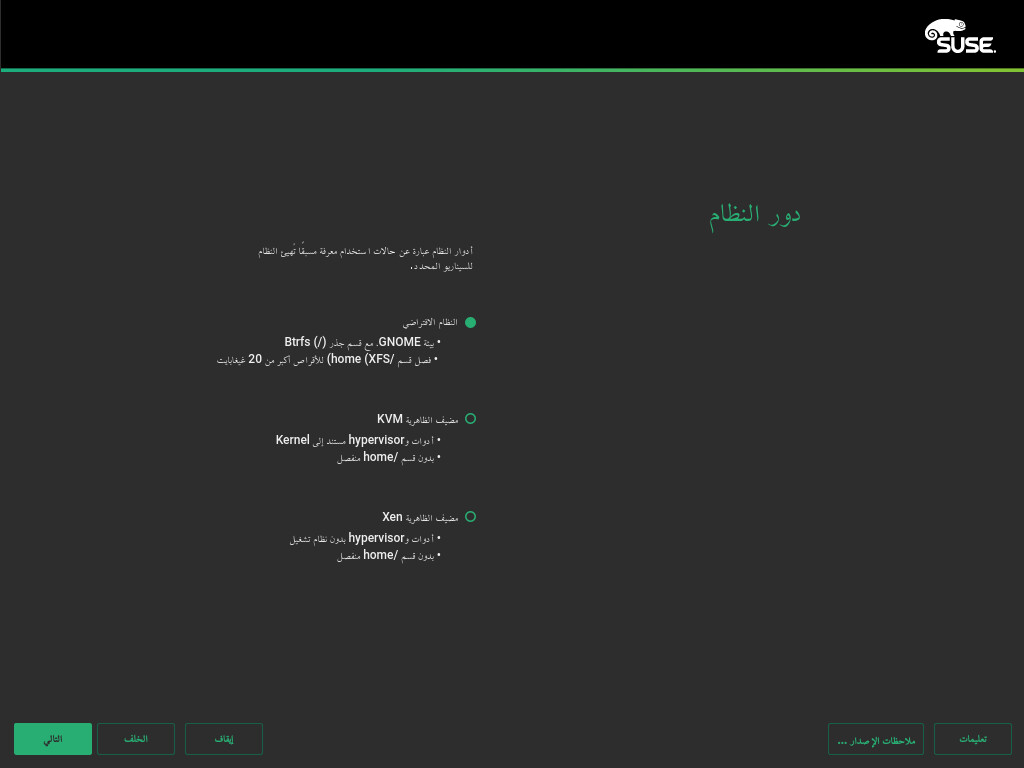 SUSE.
دور النظام
أدوار النظام عبارة عن حالات استخدام معرفة مسبقًا تُهيئ النظام
للسيناريو المحدد.
النظام الافتراضي
• بيئة GNOME. مع قسم جذر (/) Btrfs
• فصل قسم /home (XFS) للأقراص أكبر من 20 غيغابايت
مضيف الظاهرية KVM
• أدوات وhypervisor مستند إلى Kernel
• بدون قسم /home منفصل
مضيف الظاهرية Xen
• أدوات وhypervisor بدون نظام تشغيل
• بدون قسم /home منفصل
تعليمات
ملاحظات الإصدار ...
إيقاف
الخلف
التالي